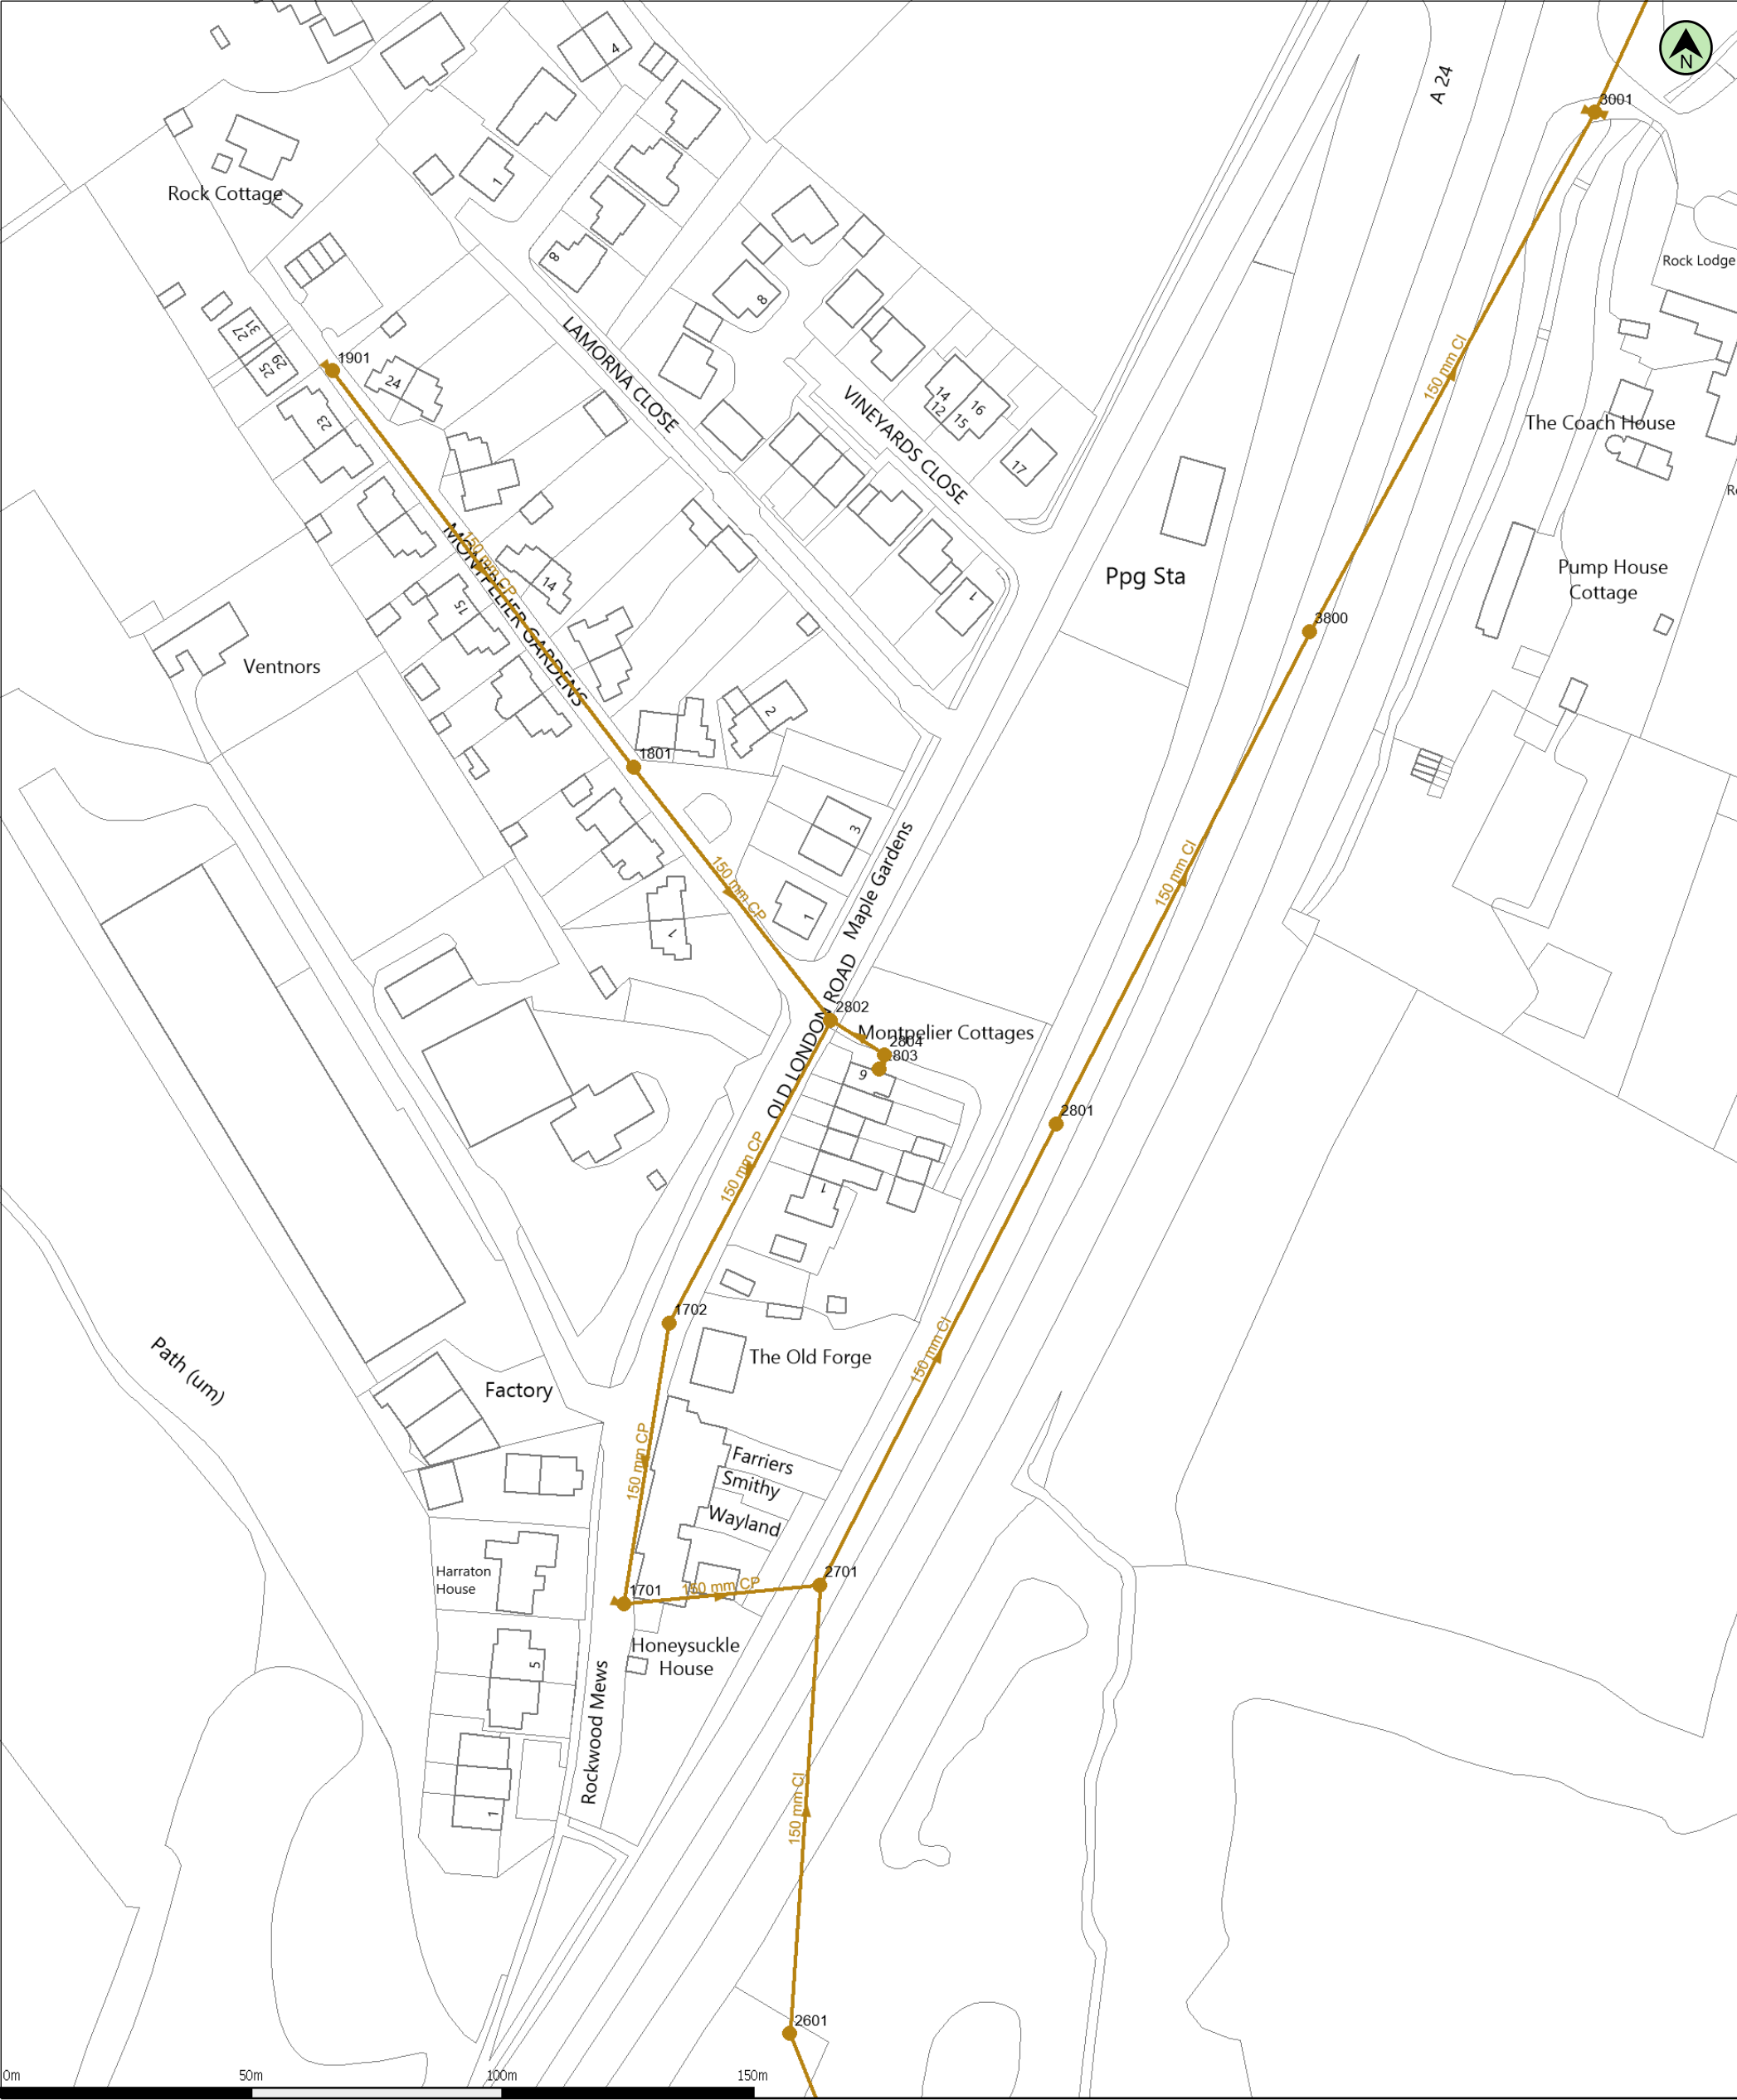 4
A 24
N
3001
1
Rock Cottage
8
Rock Lodge
8
31
27
29
25
1901
LAMORNA CLOSE
24
150 mm CI
VINEYARDS CLOSE
14
16
12
15
23
The Coach House
17
150 mm CP
MONTPELIER GARDENS
14
Ppg Sta
Pump House
Cottage
15
1
3800
Ventnors
2
1801
3
Maple Gardens
150 mm CP
150 mm CI
1
1
2802
OLD LONDON ROAD
Montpelier Cottages
2804
2803
6
2801
150 mm CP
1
1702
150 mm CI
The Old Forge
Path (um)
Factory
150 mm CP
Farriers
Smithy
Wayland
Harraton
House
1701
150 mm CP
2701
Honeysuckle
House
5
Rockwood Mews
150 mm CI
1
2601
0m
50m
100m
150m